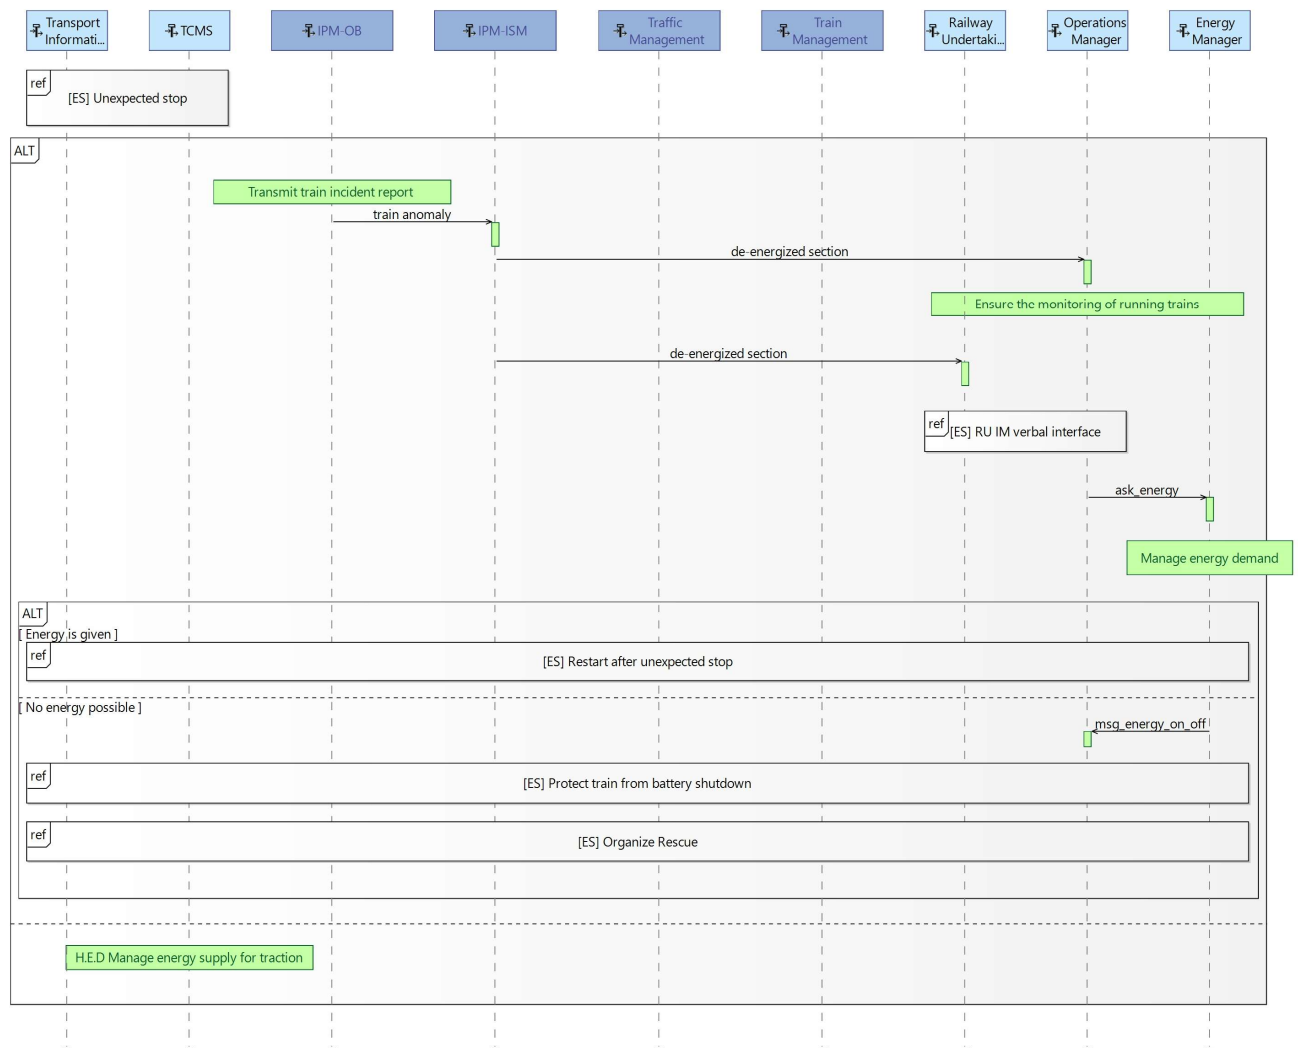 Transport
Informati...
TCMS
IPM-OB
IPM-ISM
Traffic
Management
Train
Management
Railway
Undertaki...
Operations
Manager
Energy
Manager
ref
[ES] Unexpected stop
ALT
Transmit train incident report
train anomaly
de-energized section
Ensure the monitoring of running trains
de-energized section
ref
[ES] RU IM verbal interface
ask_energy
Manage energy demand
ALT
[ Energy is given ]
ref
[ES] Restart after unexpected stop
[ No energy possible ]
msg_energy_on_off
ref
[ES] Protect train from battery shutdown
ref
[ES] Organize Rescue
H.E.D Manage energy supply for traction